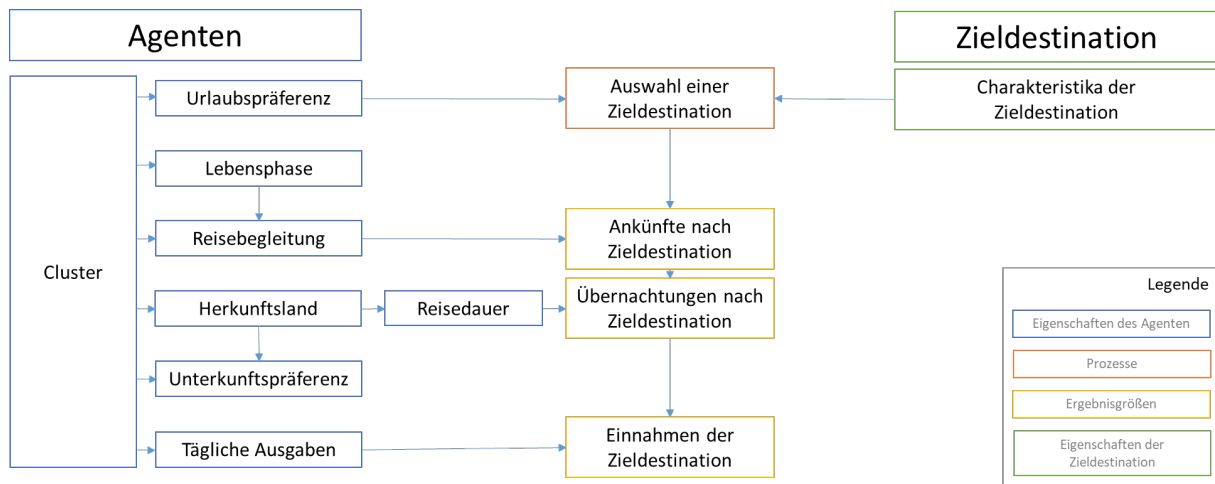 Agenten
Zieldestination
Cluster
Urlaubspräferenz
Auswahl einer
Zieldestination
Charakteristika der
Zieldestination
Lebensphase
Reisebegleitung
Ankünfte nach
Zieldestination
Herkunftsland
Reisedauer
Übernachtungen nach
Zieldestination
Unterkunftspräferenz
Tägliche Ausgaben
Einnahmen der
Zieldestination
Legende
Eigenschaften des Agenten
Prozesse
Ergebnisgrößen
Eigenschaften der
Zieldestination